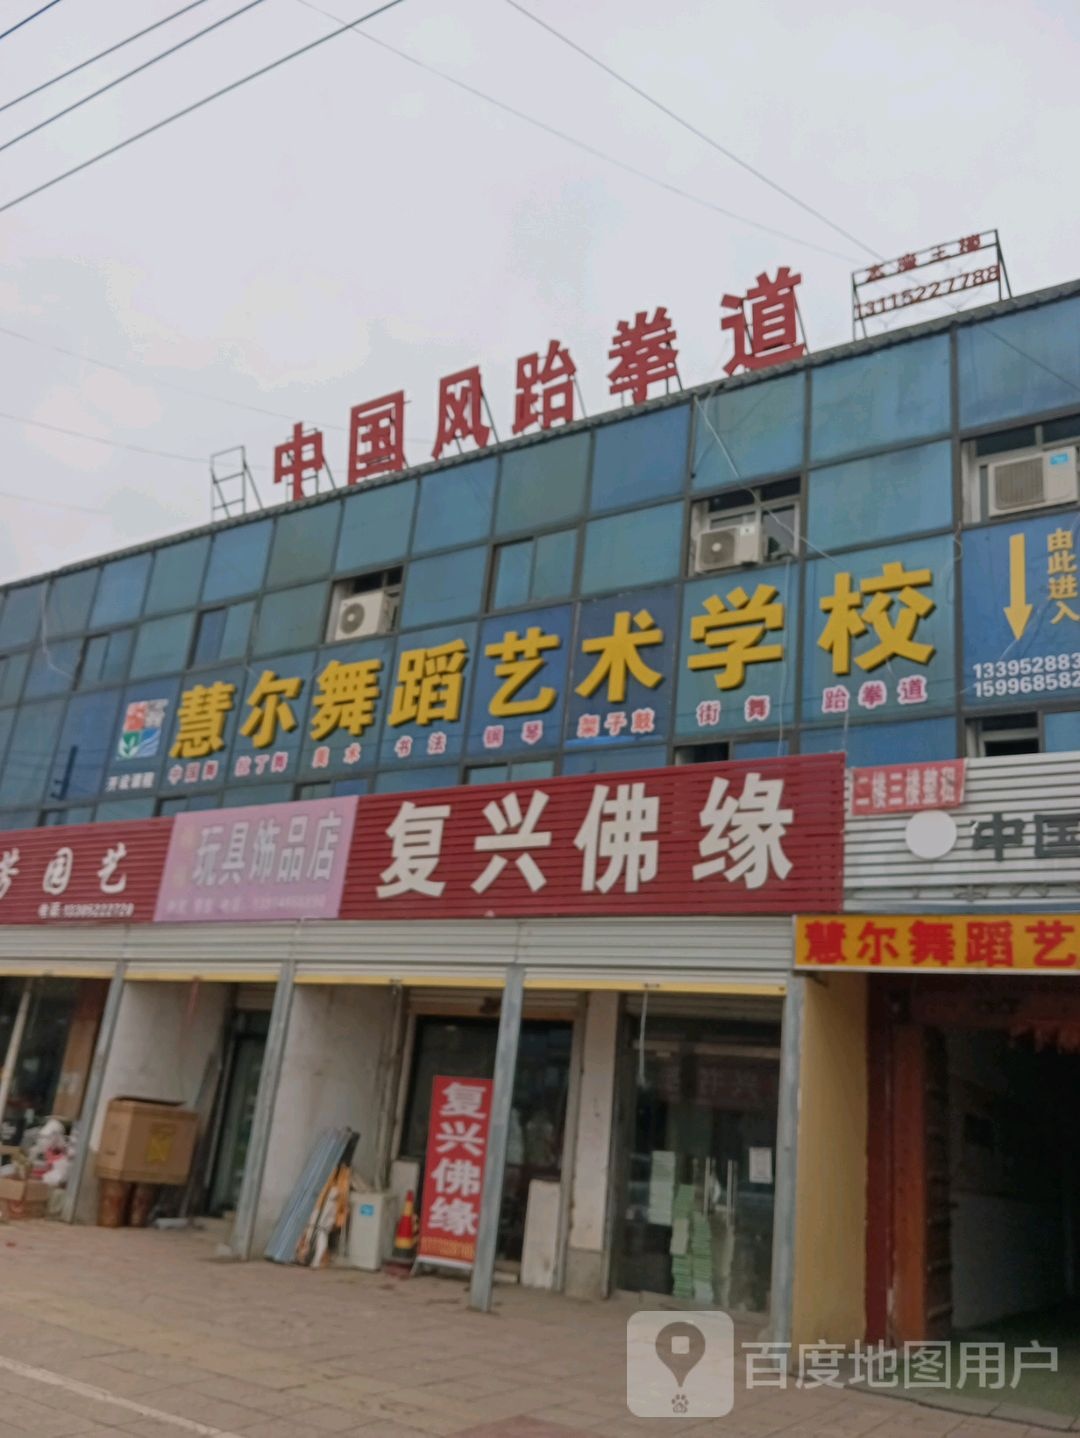 13115227788
中国风跆拳道
由此进入
慧尔舞蹈艺术学校
中国舞 拉丁舞 美术 书法 钢琴 架子鼓 街舞 跆拳道
133952883
159968582
二楼三楼整租
复兴佛缘
玩具饰品店
园艺
中国
慧尔舞蹈艺
复兴佛缘
百度地图用户